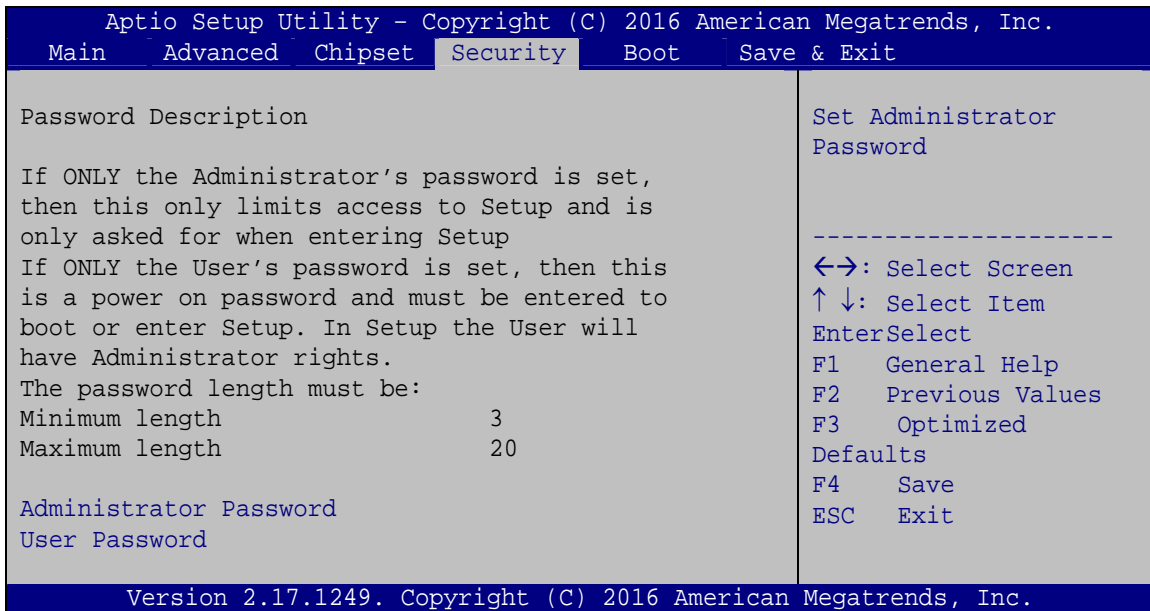 Aptio Setup Utility – Copyright (C) 2016 American Megatrends, Inc.
Main Advanced Chipset Security Boot Save & Exit
Password Description
If ONLY the Administrator’s password is set,
then this only limits access to Setup and is
only asked for when entering Setup
If ONLY the User’s password is set, then this
is a power on password and must be entered to
boot or enter Setup. In Setup the User will
have Administrator rights.
The password length must be:
Minimum length 3
Maximum length 20
Administrator Password
User Password
Set Administrator
Password
---------------------
←→: Select Screen
↑ ↓: Select Item
EnterSelect
F1 General Help
F2 Previous Values
F3 Optimized
Defaults
F4 Save
ESC Exit
Version 2.17.1249. Copyright (C) 2016 American Megatrends, Inc.